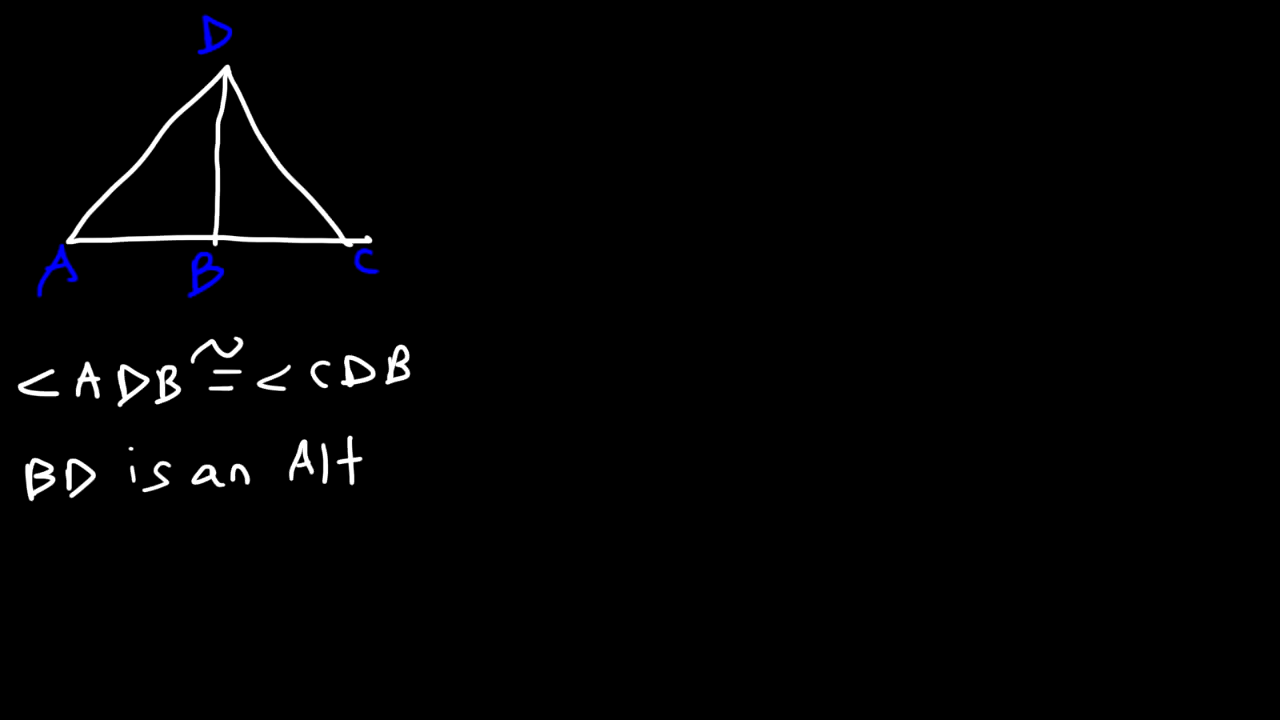 D
A B C
<ADB ≅ < CDB
BD is an Alt